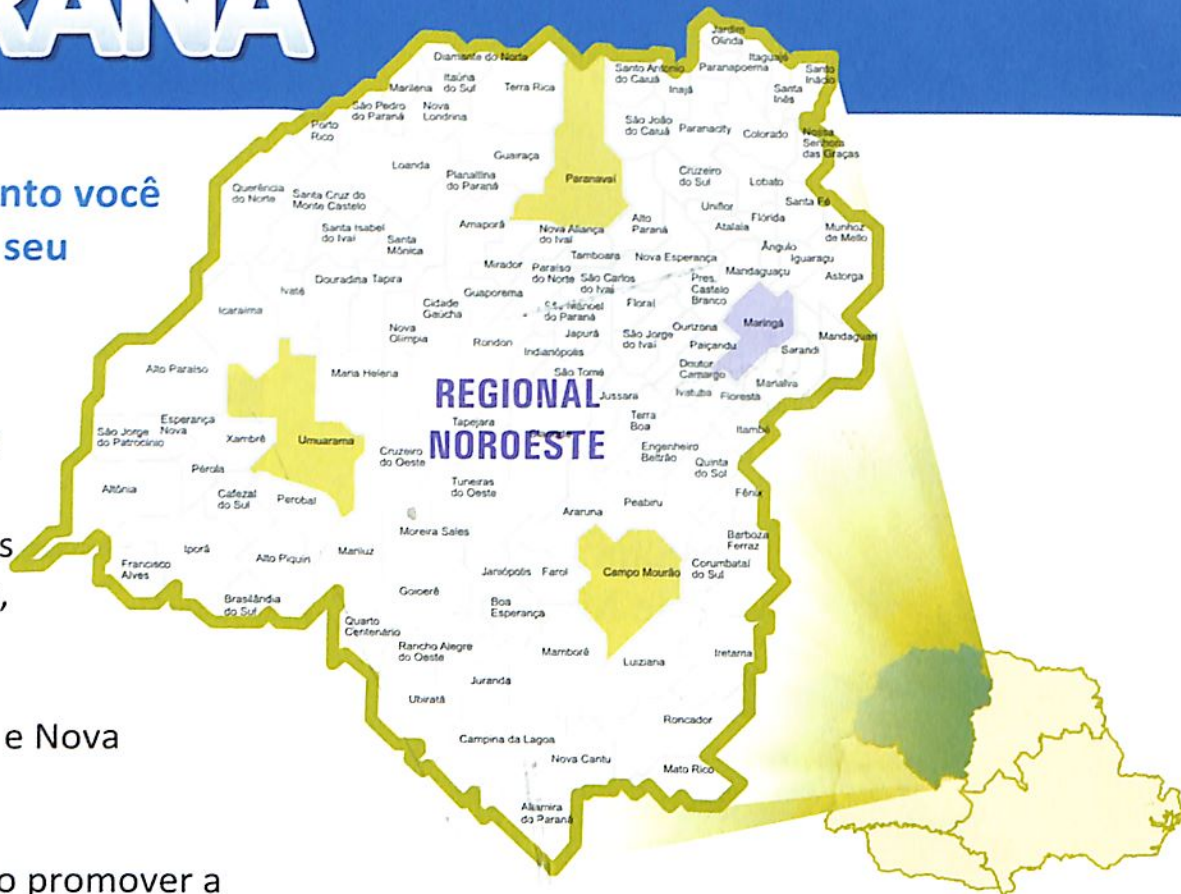 RANÁ
nto você
seu
s
,
e Nova
o promover a
Jardim
Olinda
Diamante do Norte
Itaguajé
Santo Antonio
do Caiuá
Paranapoema
Santo
Inácio
Marilena
Itaúna
do Sul
Terra Rica
Inajá
Santa
Inês
São Pedro
do Paraná
Nova
Londrina
Porto
Rico
São João
do Caiuá
Paranacity
Colorado
Nossa
Senhora
das Graças
Guairaça
Loanda
Planaltina
do Paraná
Paranavaí
Cruzeiro
do Sul
Lobato
Querência
do Norte
Santa Cruz do
Monte Castelo
Uniflor
Santa Fé
Santa Isabel
do Ivaí
Santa
Mônica
Amaporã
Nova Aliança
do Ivaí
Alto
Paraná
Atalaia
Flórida
Munhoz
de Mello
Ângulo
Iguaraçu
Tamboara
Nova Esperança
Mirador
Paraíso
do Norte
São Carlos
do Ivaí
Mandaguaçu
Astorga
Douradina
Tapira
Ivaté
Guaporema
Pres.
Castelo
Branco
Icaraíma
Cidade
Gaúcha
São Manoel
do Paraná
Floraí
Maringá
Nova
Olímpia
Rondon
Japurá
São Jorge
do Ivaí
Ourizona
Paiçandu
Mandaguari
Sarandi
Indianópolis
Alto Paraíso
Maria Helena
São Tomé
Doutor
Camargo
Marialva
REGIONAL
NOROESTE
Jussara
Ivatuba
Floresta
São Jorge
do Patrocínio
Esperança
Nova
Xambrê
Umuarama
Tapejara
Terra
Boa
Itambé
Cruzeiro
do Oeste
Engenheiro
Beltrão
Quinta
do Sol
Pérola
Altônia
Cafezal
do Sul
Perobal
Tuneiras
do Oeste
Fênix
Araruna
Peabiru
Moreira Sales
Barboza
Ferraz
Francisco
Alves
Iporã
Alto Piquiri
Mariluz
Janiópolis
Farol
Campo Mourão
Corumbataí
do Sul
Brasilândia
do Sul
Goioerê
Boa
Esperança
Quarto
Centenário
Rancho Alegre
do Oeste
Mamborê
Luiziana
Iretama
Juranda
Ubiratã
Roncador
Campina da Lagoa
Nova Cantu
Mato Rico
Altamira
do Paraná